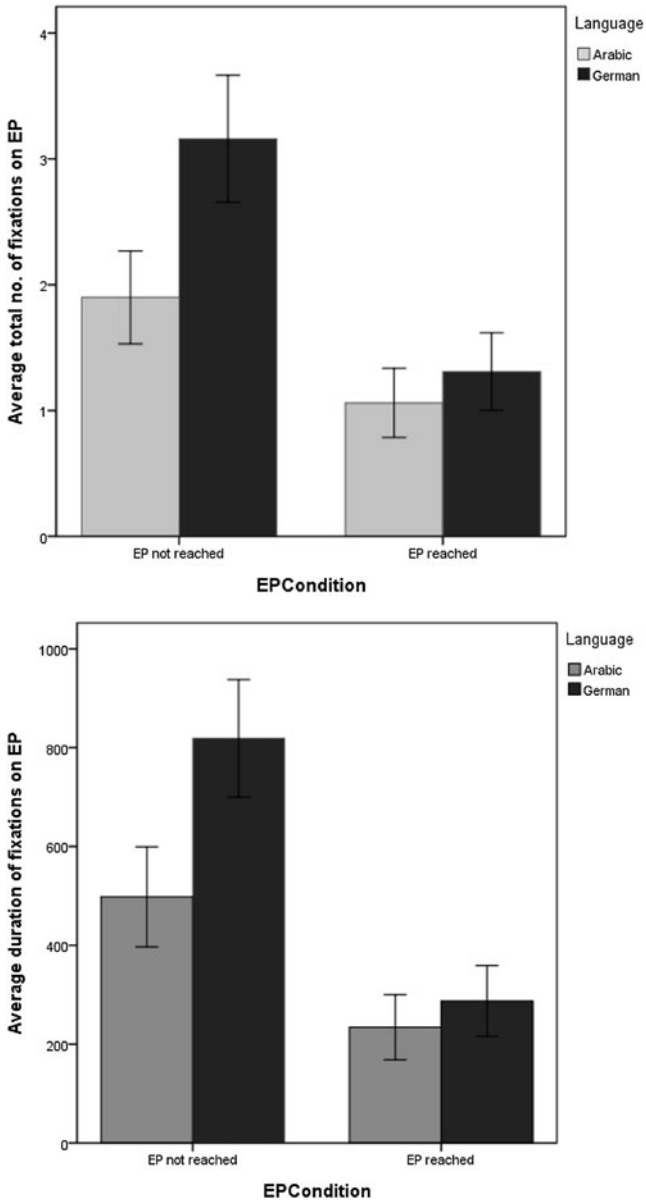 Language
Arabic
German
Average total no. of fixations on EP
4
3
2
1
0
EP not reached
EP reached
EPCondition
Language
Arabic
German
Average duration of fixations on EP
1000
800
600
400
200
0
EP not reached
EP reached
EPCondition